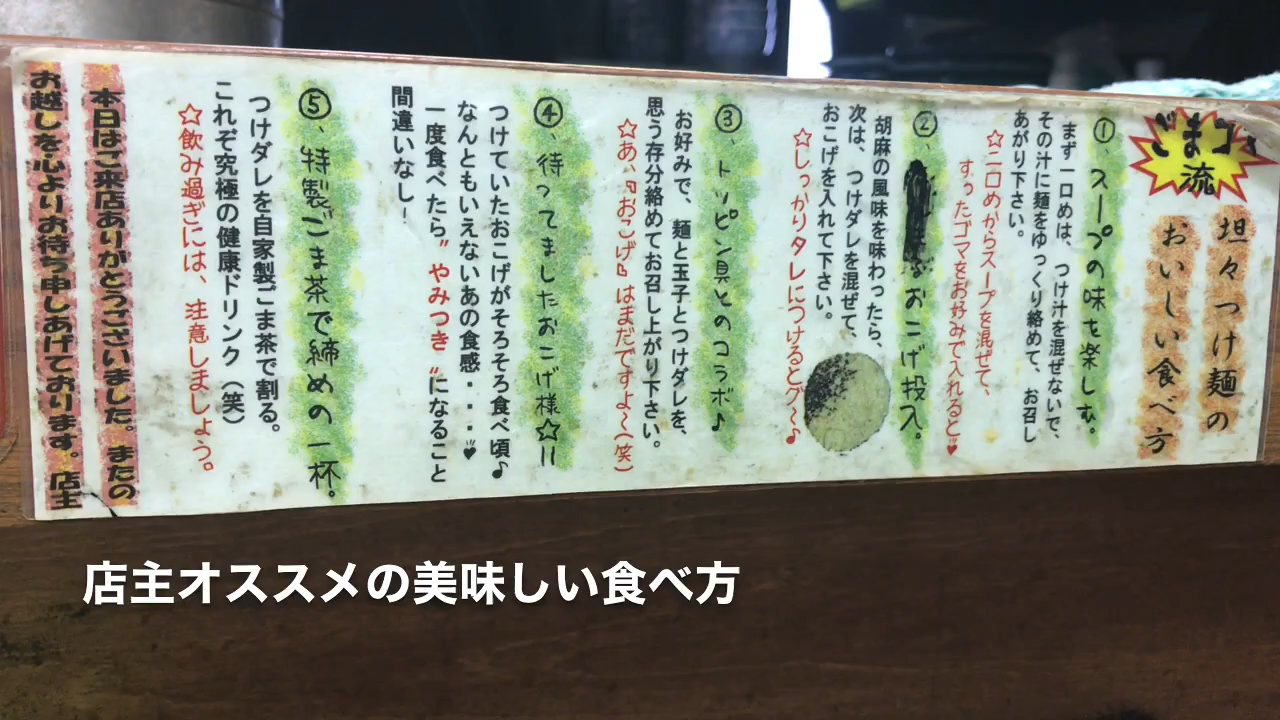 ごまつ流
坦々つけ麺の
おいしい食べ方
①、スープの味を楽しむ。
まず一口めは、つけ汁を混ぜないで、
その汁に麺をゆっくり絡めて、お召し
あがり下さい。
☆二口めからスープを混ぜて、
すったゴマをお好みで入れると♥
②、おこげ投入。
胡麻の風味を味わったら、
次は、つけダレを混ぜて、
おこげを入れて下さい。
☆しっかりタレにつけるとグ〜♪
③、トッピン具とのコラボ♪
お好みで、麺と玉子とつけダレを、
思う存分絡めてお召し上がり下さい。
☆あ、『おこげ』はまだですよ〜(笑)
④、待ってましたおこげ様☆!!
つけていたおこげがそろそろ食べ頃♪
なんともいえないあの食感・・・♥
一度食べたら〝やみつき〟になること
間違いなし!
⑤、特製ごま茶で締めの一杯。
つけダレを自家製ごま茶で割る。
これぞ究極の健康ドリンク(笑)
☆飲み過ぎには、注意しましょう。
本日はご来店ありがとうございました。またの
お越しを心よりお待ち申しあげております。店主
店主オススメの美味しい食べ方